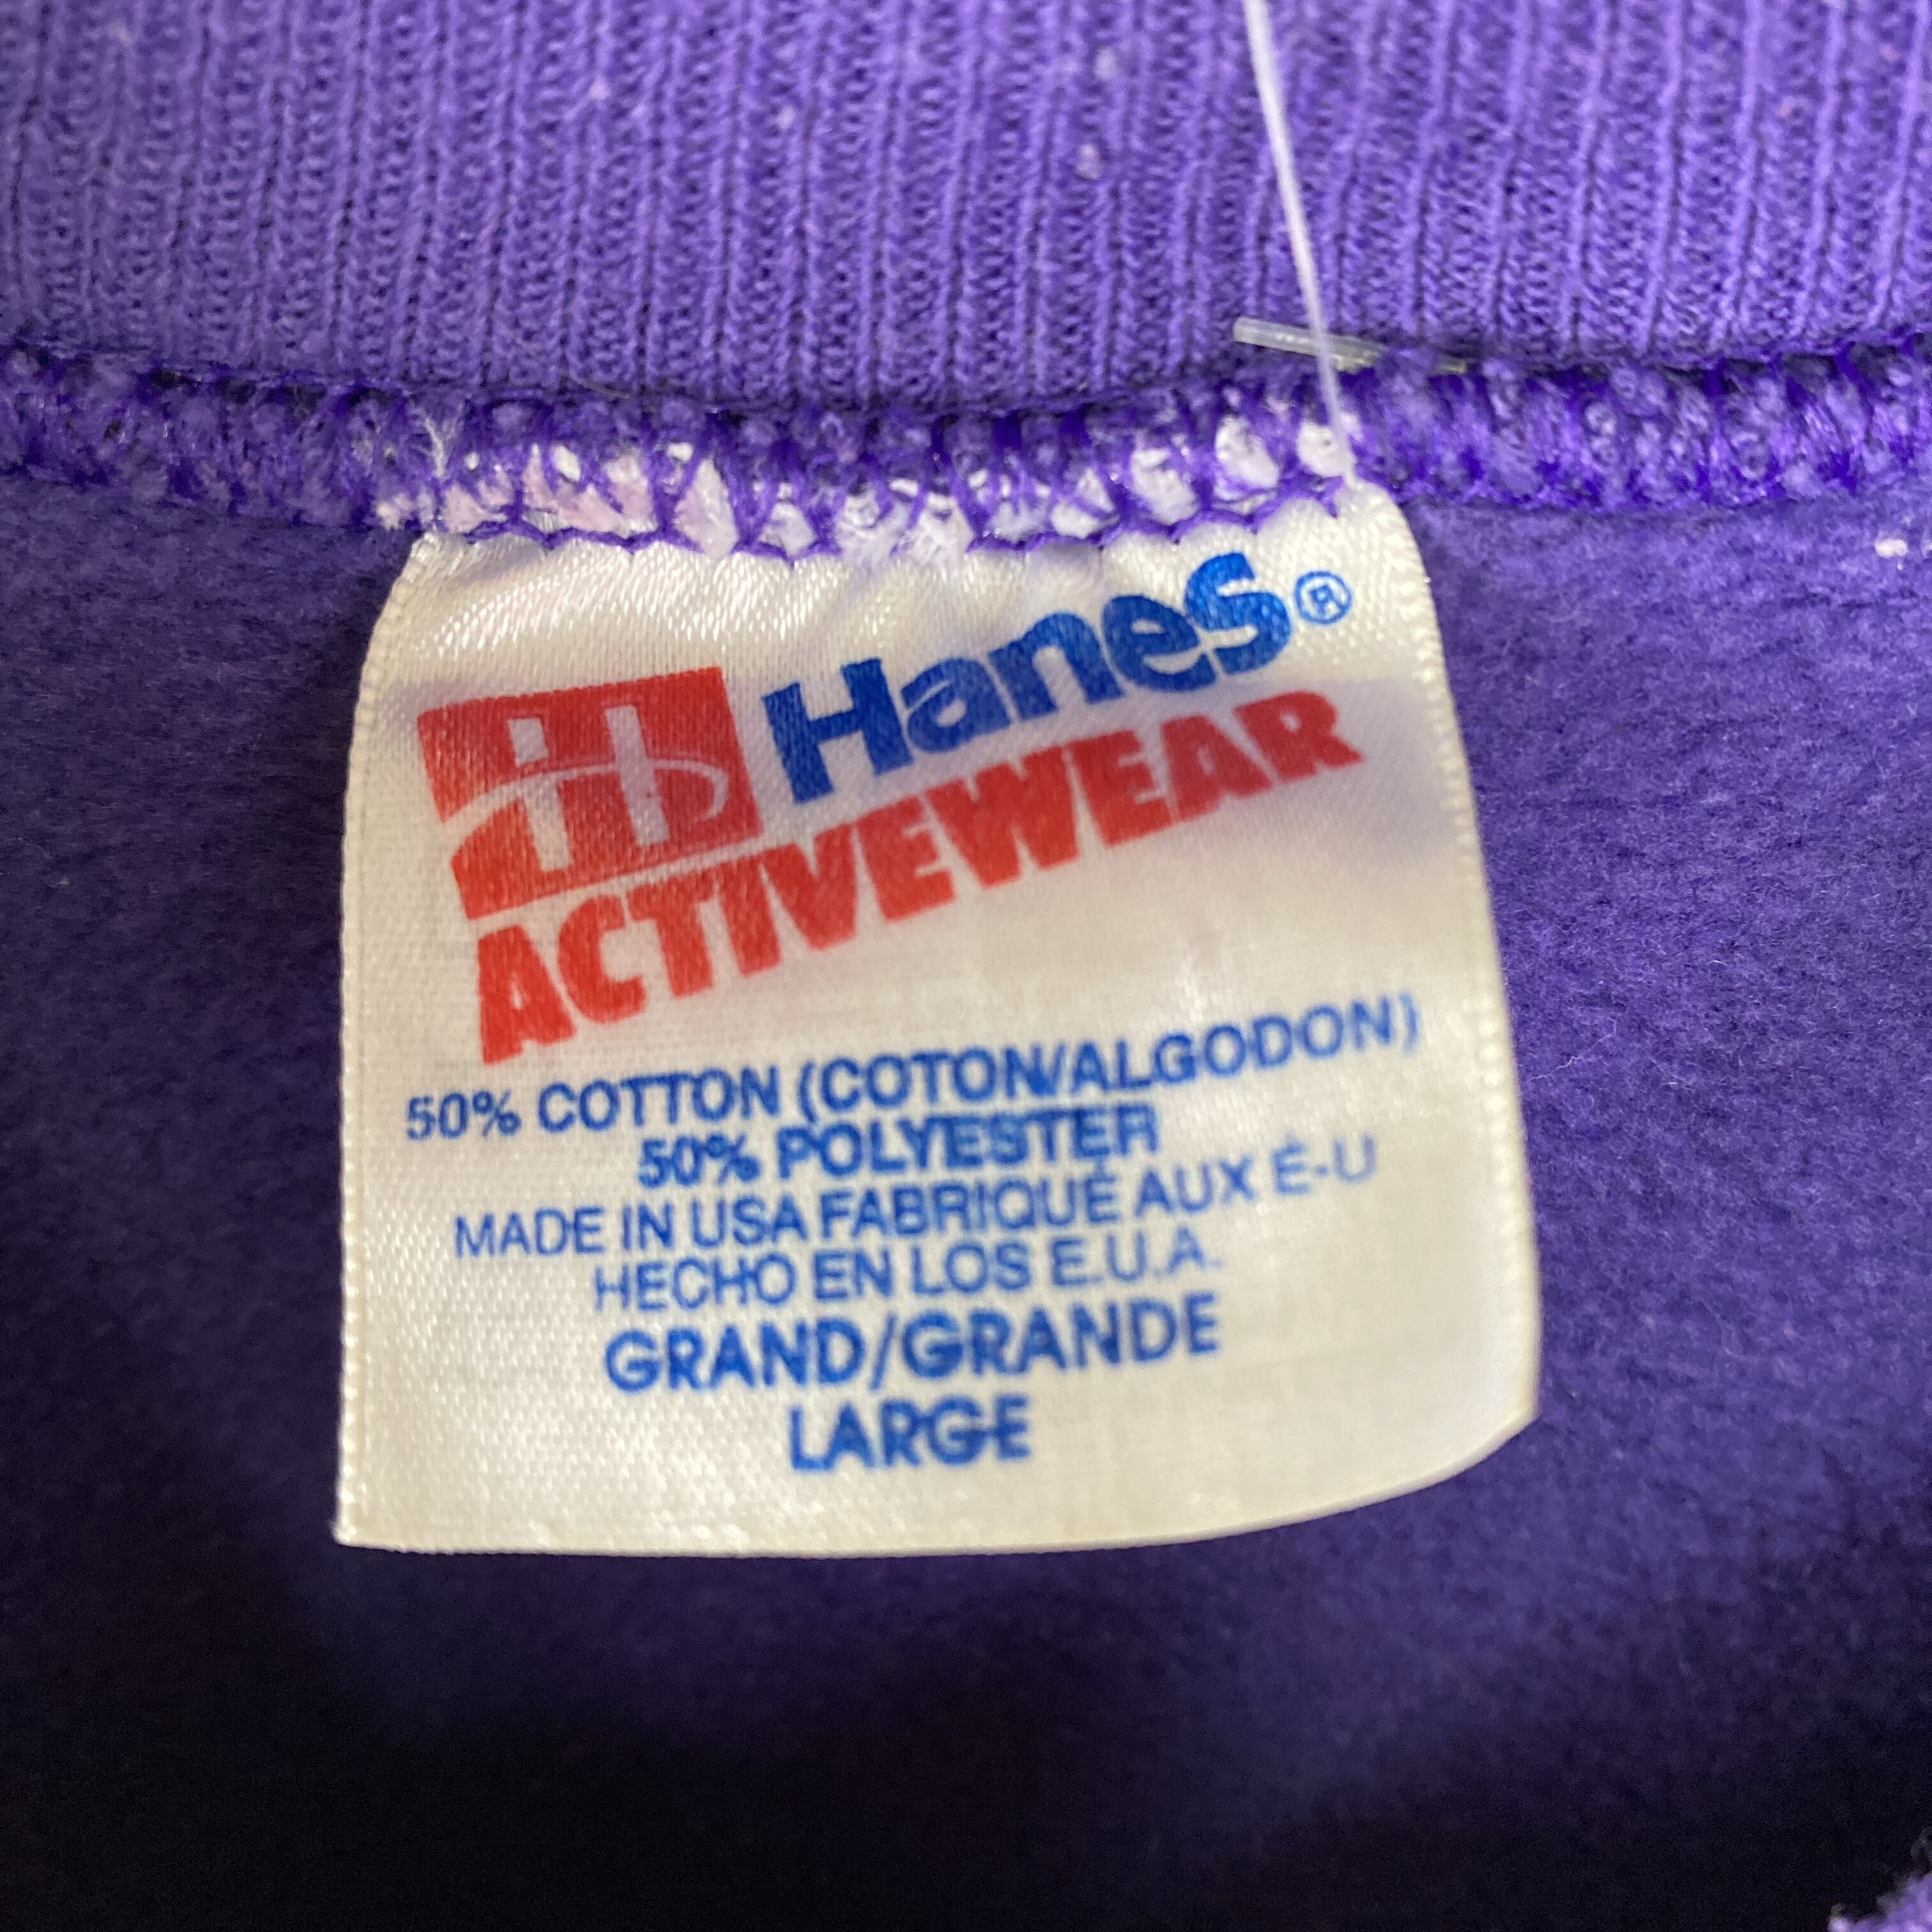 Hanes®
ACTIVEWEAR
50% COTTON (COTON/ALGODON)
50% POLYESTER
MADE IN USA FABRIQUÉ AUX É-U
HECHO EN LOS E.U.A.
GRAND/GRANDE
LARGE